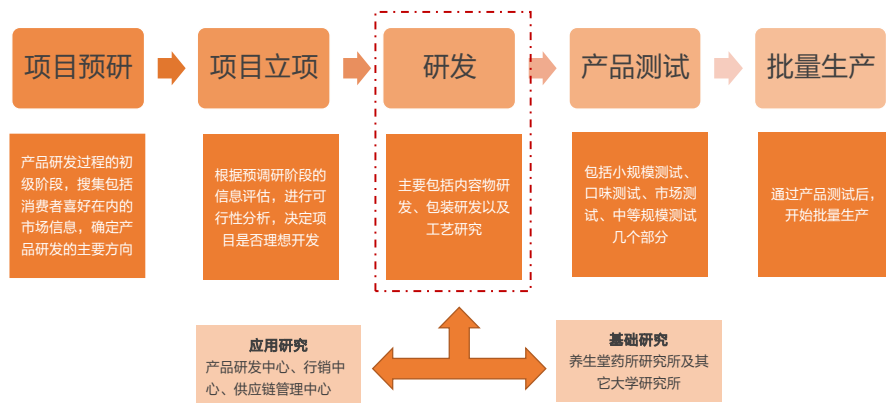 项目预研
项目立项
研发
产品测试
批量生产
产品研发过程的初
级阶段，搜集包括
消费者喜好在内的
市场信息，确定产
品研发的主要方向
根据预调研阶段的
信息评估，进行可
行性分析，决定项
目是否理想开发
主要包括内容物研
发、包装研发以及
工艺研究
包括小规模测试、
口味测试、市场测
试、中等规模测试
几个部分
通过产品测试后，
开始批量生产
应用研究
产品研发中心、行销中
心、供应链管理中心
基础研究
养生堂药所研究所及其
它大学研究所